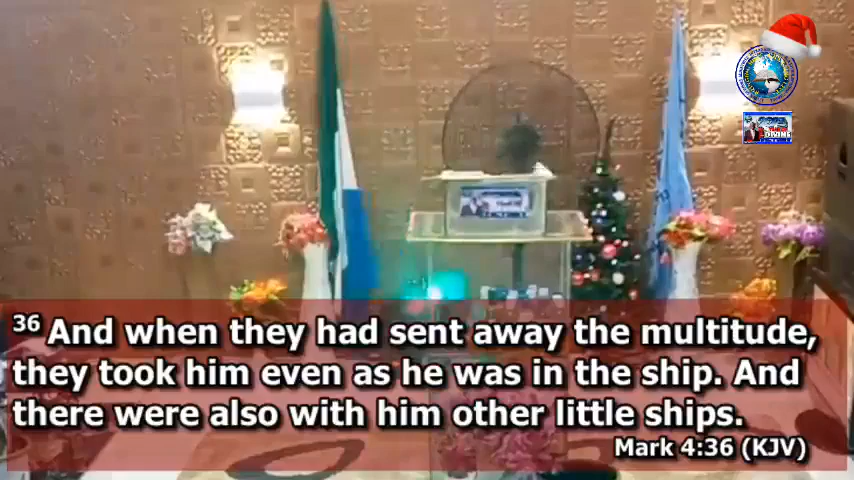 36 And when they had sent away the multitude,
they took him even as he was in the ship. And
there were also with him other little ships.
Mark 4:36 (KJV)